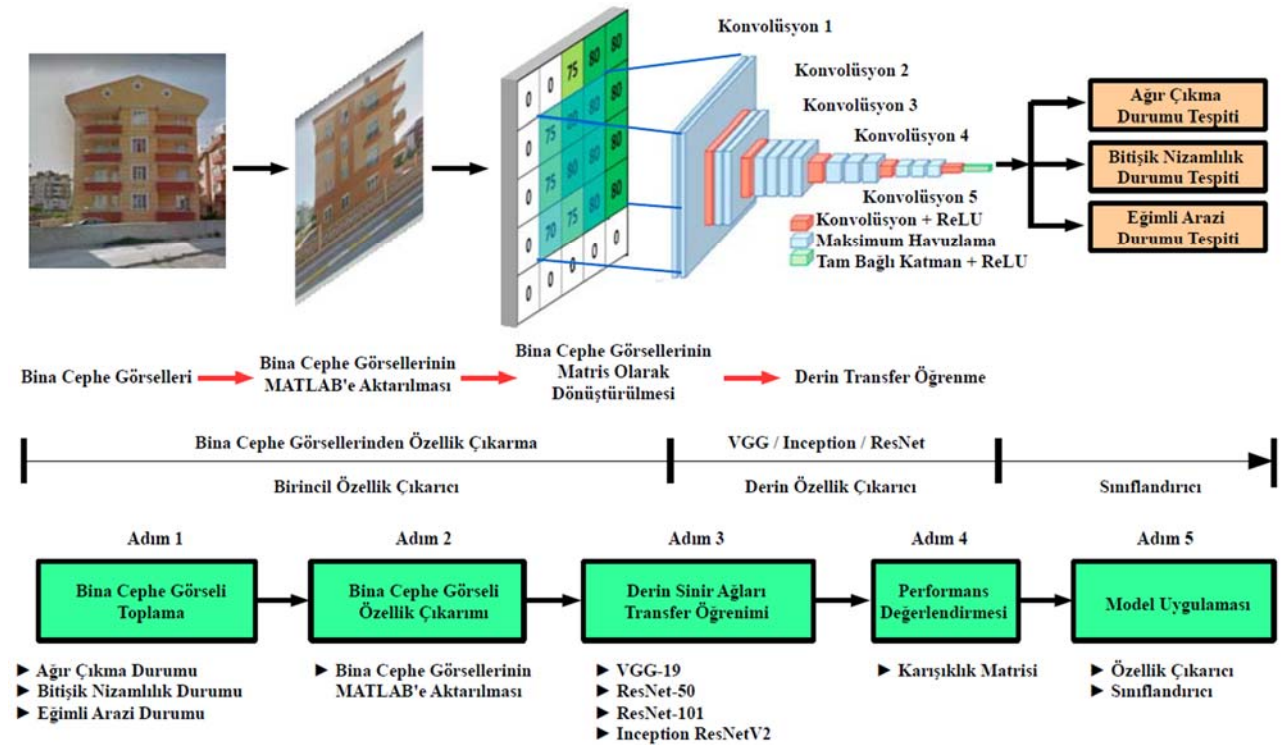 Konvolüsyon 1
Konvolüsyon 2
Konvolüsyon 3
Konvolüsyon 4
Konvolüsyon 5
0 0 75 80 80
0 75 80 80 80
0 75 80 80 80
0 70 75 80 80
0 0 0 0 0
Konvolüsyon + ReLU
Maksimum Havuzlama
Tam Bağlı Katman + ReLU
Ağır Çıkma
Durumu Tespiti
Bitişik Nizamlılık
Durumu Tespiti
Eğimli Arazi
Durumu Tespiti
Bina Cephe Görselleri
Bina Cephe Görsellerinin
MATLAB'e Aktarılması
Bina Cephe Görsellerinin
Matris Olarak
Dönüştürülmesi
Derin Transfer Öğrenme
Bina Cephe Görsellerinden Özellik Çıkarma
VGG / Inception / ResNet
Birincil Özellik Çıkarıcı
Derin Özellik Çıkarıcı
Sınıflandırıcı
Adım 1
Adım 2
Adım 3
Adım 4
Adım 5
Bina Cephe Görseli
Toplama
Bina Cephe Görseli
Özellik Çıkarımı
Derin Sinir Ağları
Transfer Öğrenimi
Performans
Değerlendirmesi
Model Uygulaması
► Ağır Çıkma Durumu
► Bitişik Nizamlılık Durumu
► Eğimli Arazi Durumu
► Bina Cephe Görsellerinin
MATLAB'e Aktarılması
► VGG-19
► ResNet-50
► ResNet-101
► Inception ResNetV2
► Karışıklık Matrisi
► Özellik Çıkarıcı
► Sınıflandırıcı